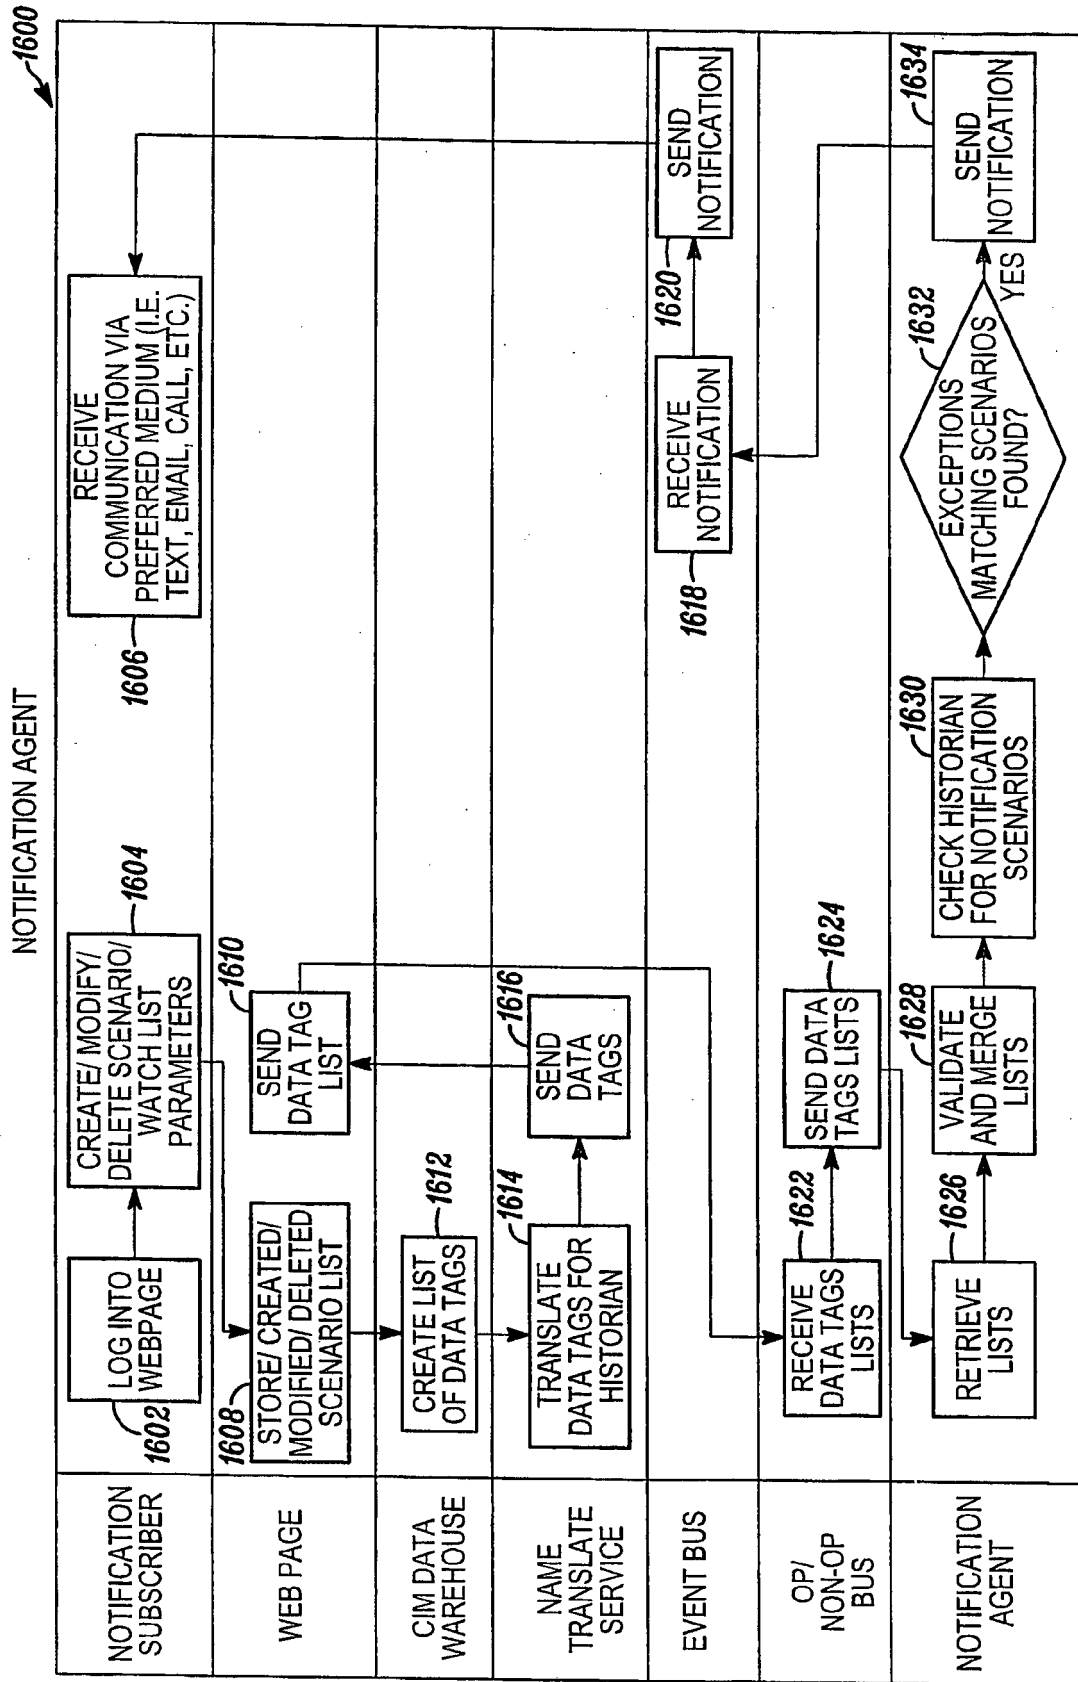 NOTIFICATION AGENT
1600
NOTIFICATION
SUBSCRIBER
LOG INTO
WEBPAGE
1602
CREATE/ MODIFY/
DELETE SCENARIO/
WATCH LIST
PARAMETERS
1604
RECEIVE
COMMUNICATION VIA
PREFERRED MEDIUM (I.E.
TEXT, EMAIL, CALL, ETC.)
1606
WEB PAGE
1608
STORE/ CREATED/
MODIFIED/ DELETED
SCENARIO LIST
1610
SEND
DATA TAG
LIST
CIM DATA
WAREHOUSE
CREATE LIST
OF DATA TAGS
1612
NAME
TRANSLATE
SERVICE
1614
TRANSLATE
DATA TAGS FOR
HISTORIAN
1616
SEND
DATA
TAGS
EVENT BUS
RECEIVE
NOTIFICATION
1618
SEND
NOTIFICATION
1620
OP/
NON-OP
BUS
RECEIVE
DATA TAGS
LISTS
1622
SEND DATA
TAGS LISTS
1624
NOTIFICATION
AGENT
RETRIEVE
LISTS
1626
VALIDATE
AND MERGE
LISTS
1628
CHECK HISTORIAN
FOR NOTIFICATION
SCENARIOS
1630
EXCEPTIONS
MATCHING SCENARIOS
FOUND?
1632
YES
SEND
NOTIFICATION
1634